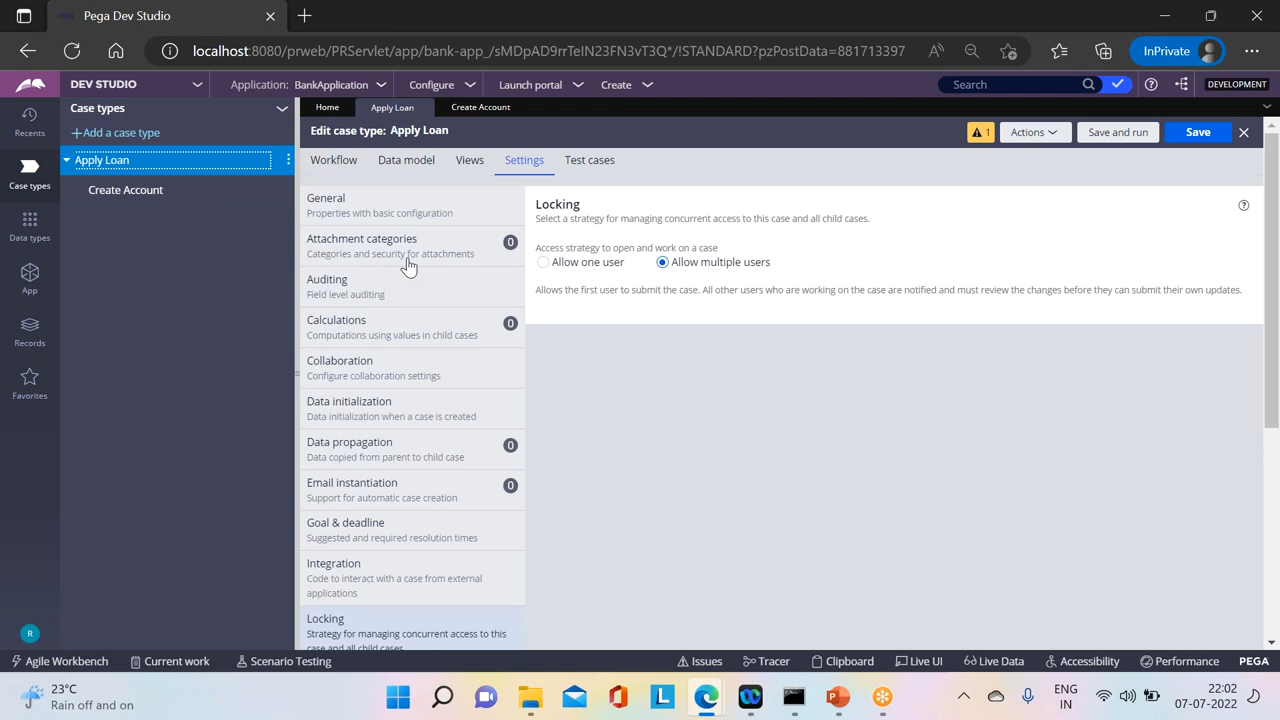 Pega Dev Studio
localhost:8080/prweb/PRServlet/app/bank-app_/sMDpAD9rrTeIN23FN3vT3Q*/!STANDARD?pzPostData=881713397
InPrivate
DEV STUDIO
Application: BankApplication
Configure
Launch portal
Create
Search
DEVELOPMENT
Recents
Case types
Data types
App
Records
Favorites
R
Case types
+Add a case type
Apply Loan
Create Account
Home
Apply Loan
Create Account
Edit case type: Apply Loan
1
Actions
Save and run
Save
Workflow
Data model
Views
Settings
Test cases
General
Properties with basic configuration
Attachment categories
Categories and security for attachments
0
Auditing
Field level auditing
Calculations
Computations using values in child cases
0
Collaboration
Configure collaboration settings
Data initialization
Data initialization when a case is created
Data propagation
Data copied from parent to child case
0
Email instantiation
Support for automatic case creation
0
Goal & deadline
Suggested and required resolution times
Integration
Code to interact with a case from external
applications
Locking
Strategy for managing concurrent access to this
case and all child cases
Locking
Select a strategy for managing concurrent access to this case and all child cases.
Access strategy to open and work on a case
Allow one user
Allow multiple users
Allows the first user to submit the case. All other users who are working on the case are notified and must review the changes before they can submit their own updates.
Agile Workbench
Current work
Scenario Testing
Issues
Tracer
Clipboard
Live UI
Live Data
Accessibility
Performance
PEGA
23°C
Rain off and on
L
ENG
IN
22:02
07-07-2022